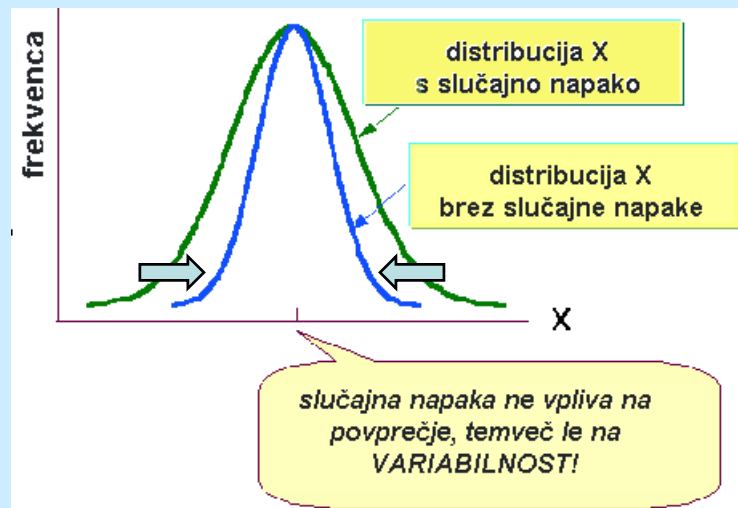 frekvenca
distribucija X
s slučajno napako
distribucija X
brez slučajne napake
X
slučajna napaka ne vpliva na
povprečje, temveč le na
VARIABILNOST!